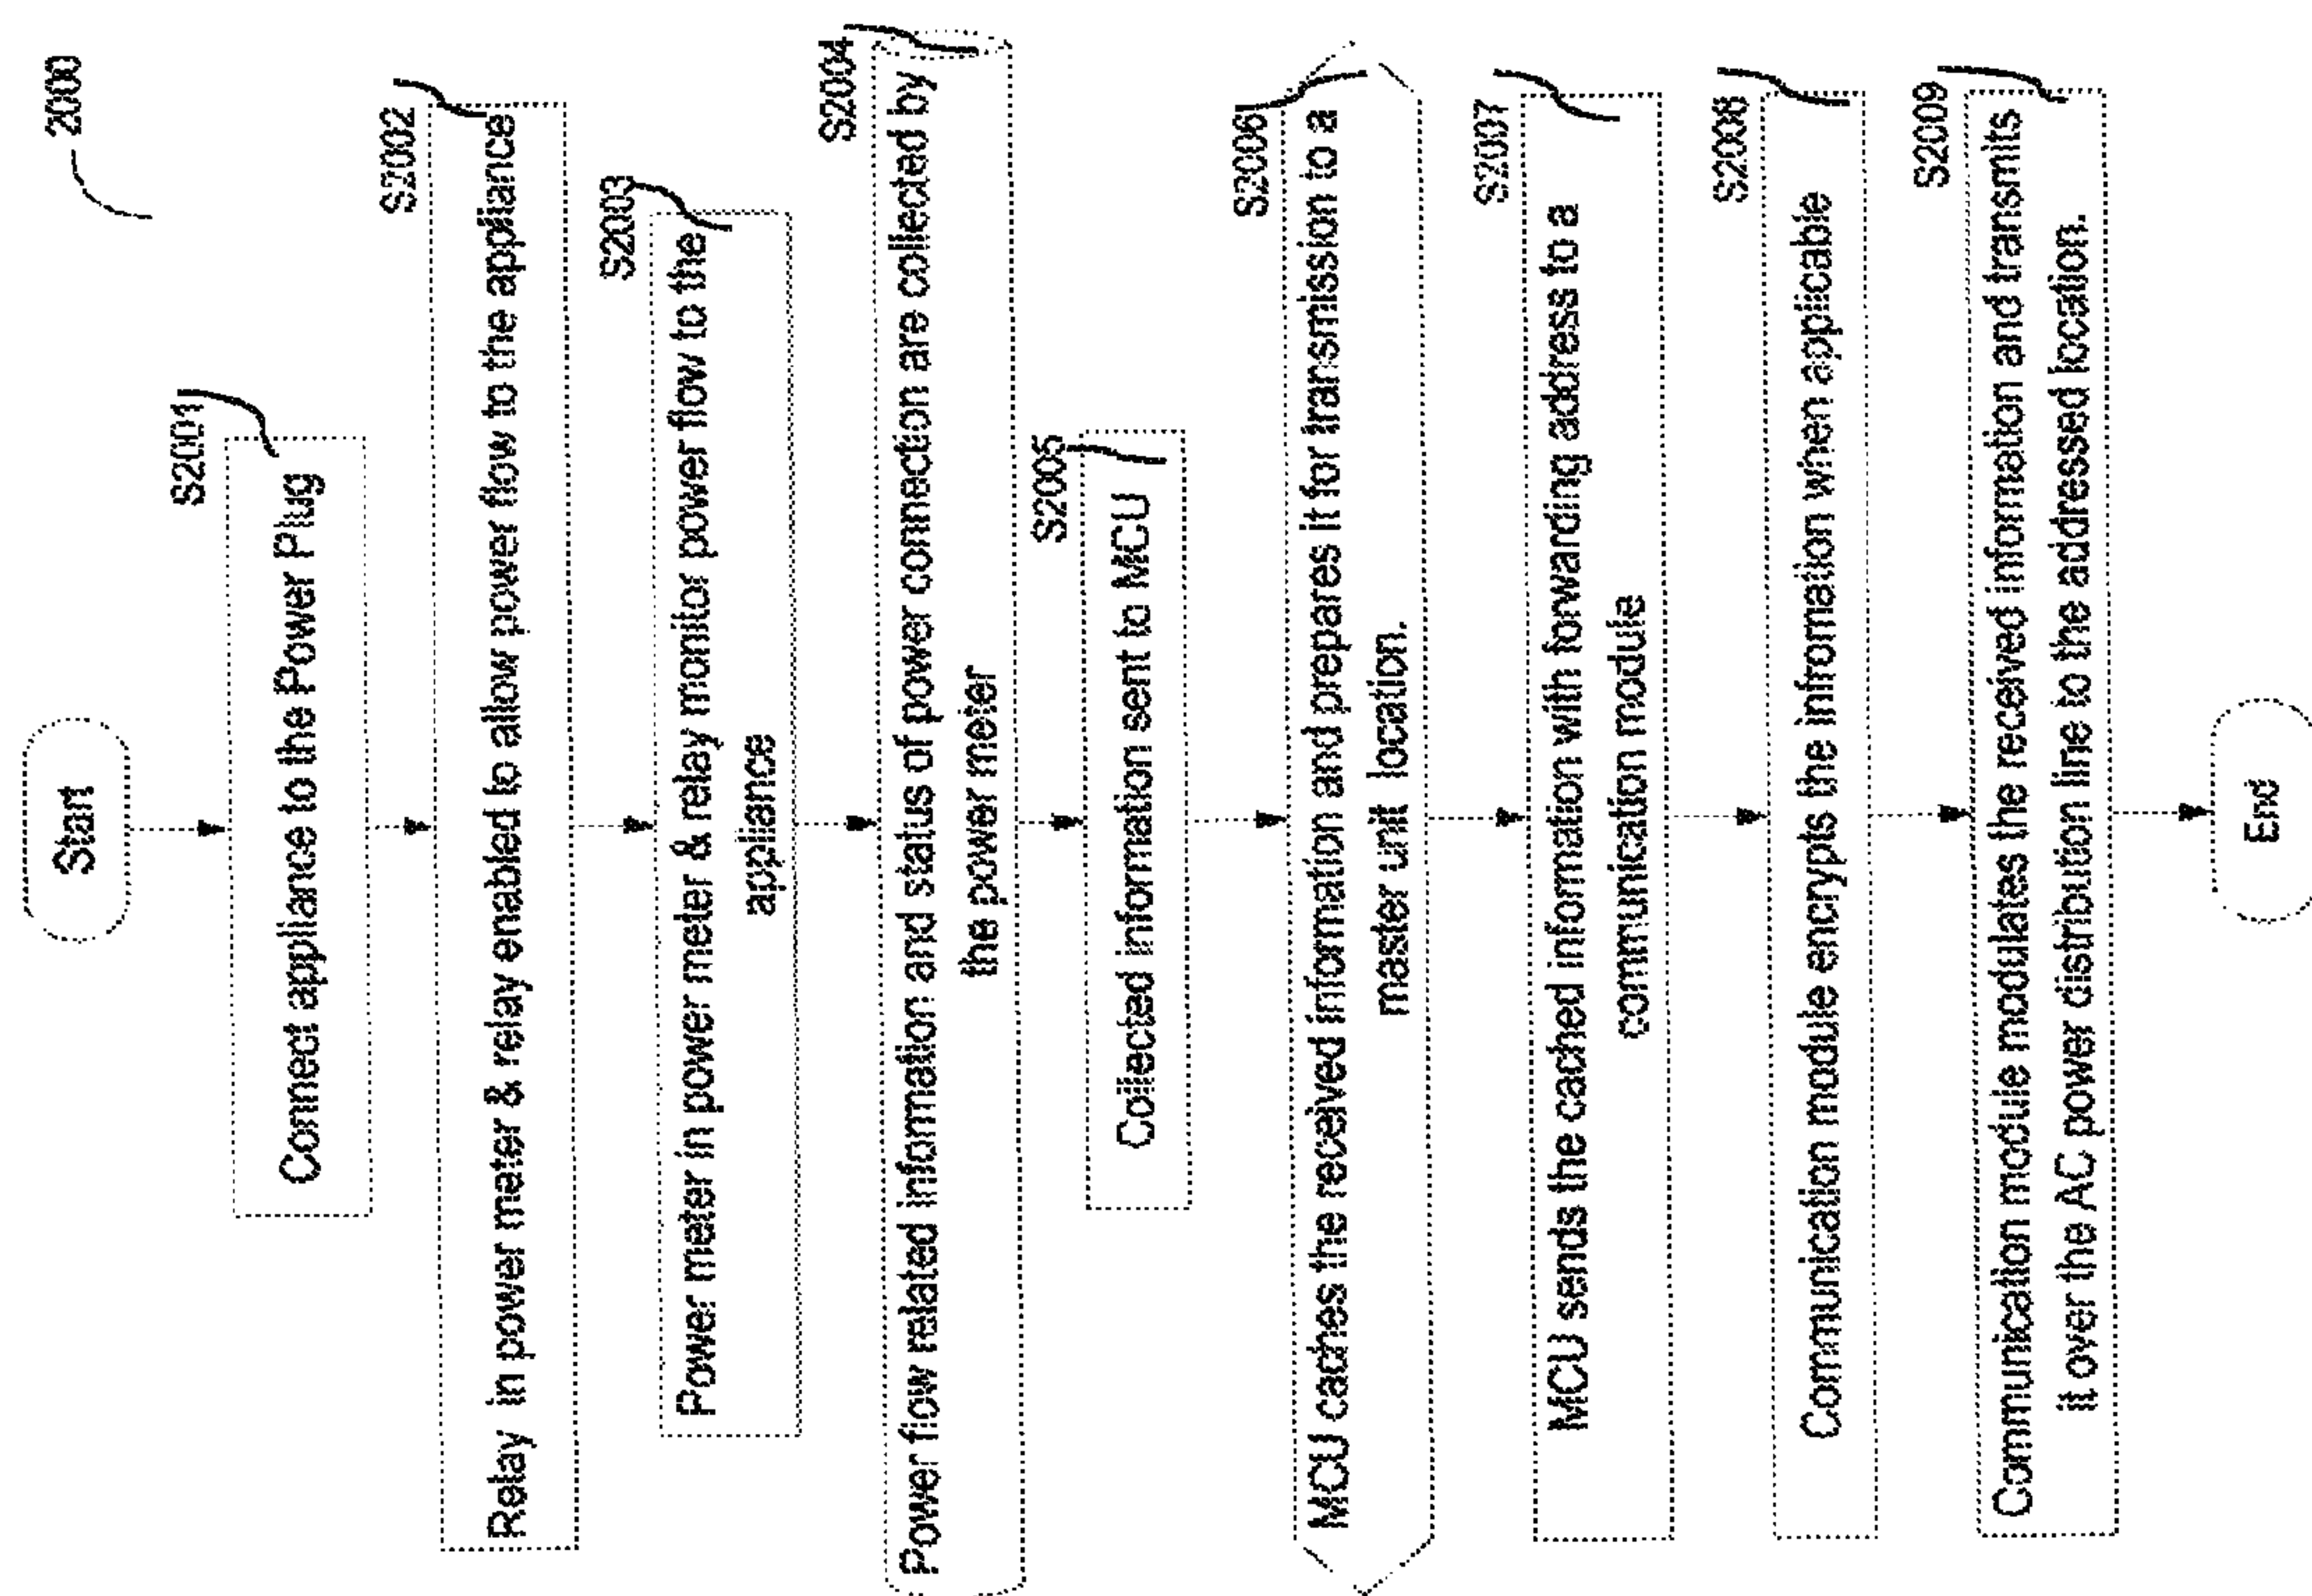 2000
Start
S2001
Connect appliance to the Power Plug
S2002
Relay in power meter & relay enabled to allow power flow to the appliance
S2003
Power meter in power meter & relay monitor power flow to the
appliance
S2004
Power flow related information and status of power connection are collected by
the power meter
S2005
Collected information sent to MCU
S2006
MCU caches the received information and prepares it for transmission to a
master unit location.
S2007
MCU sends the cached information with forwarding address to a
communication module
S2008
Communication module encrypts the infromation when applicable
S2009
Communication module modulates the received information and transmits
it over the AC power distribution line to the addressed location.
End